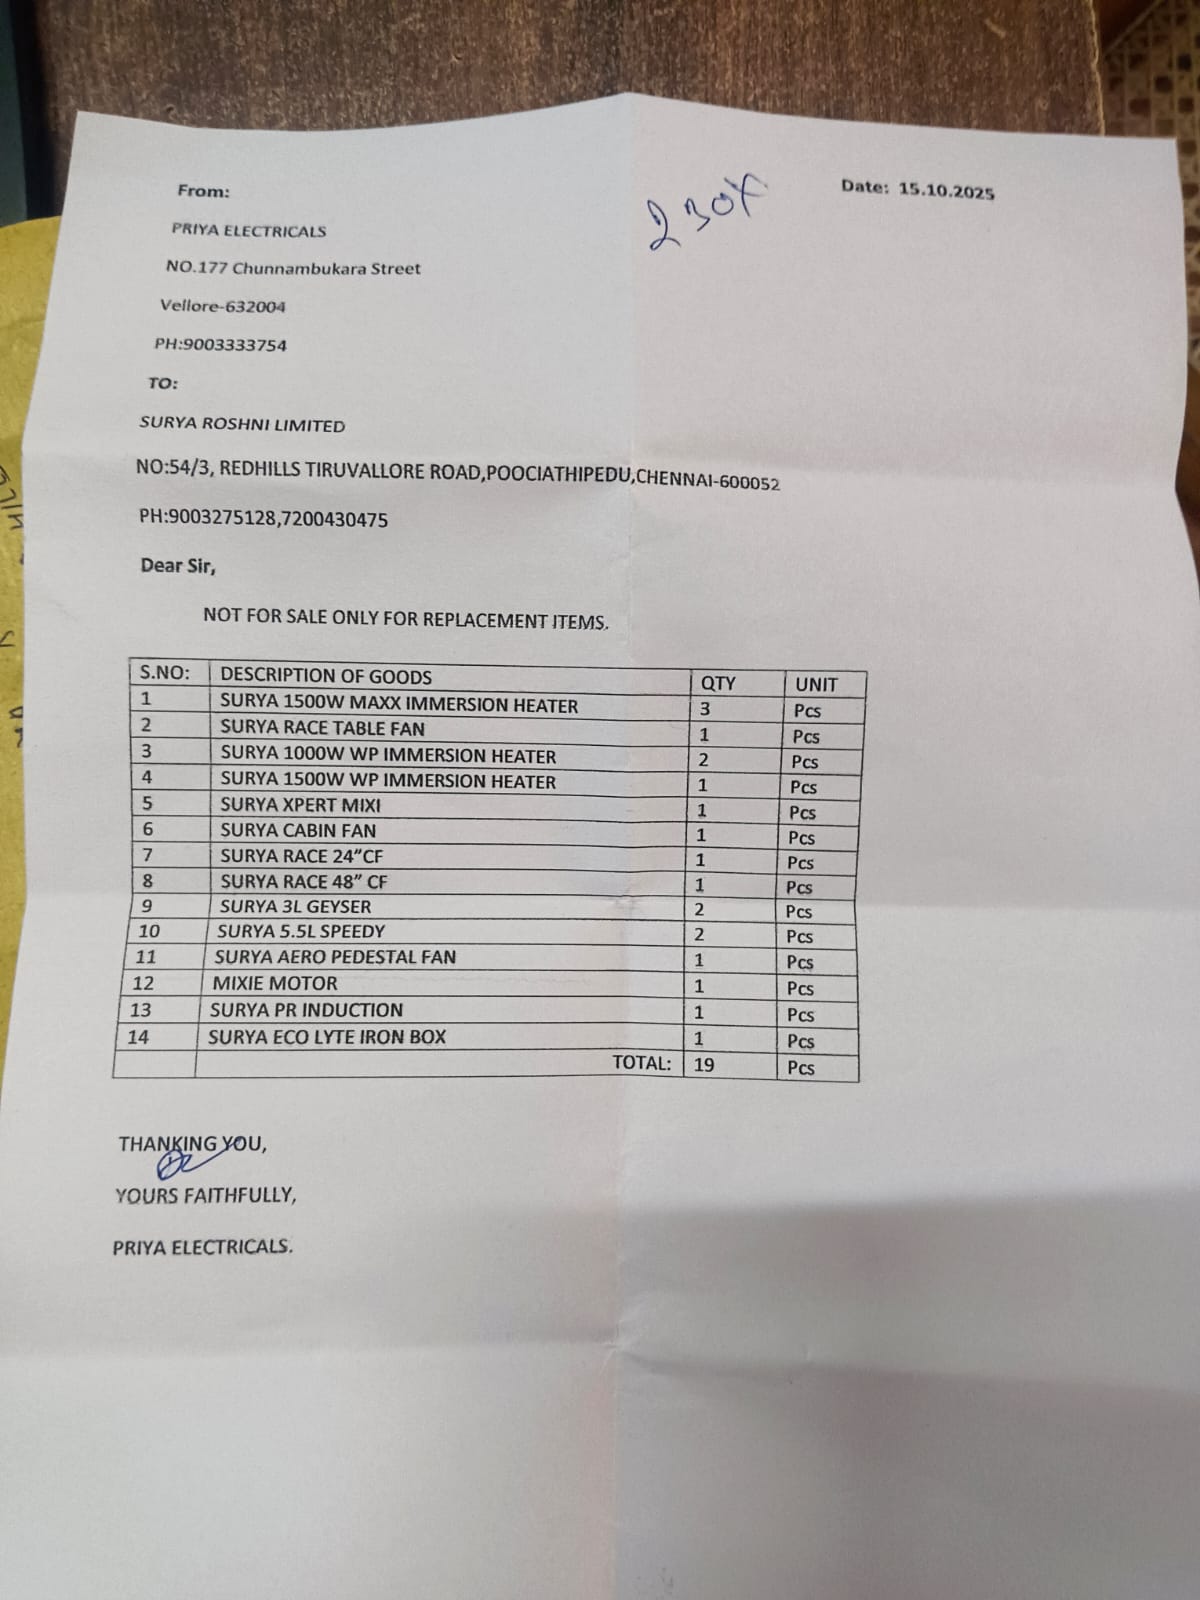 From:
Date: 15.10.2025
2 BOX
PRIYA ELECTRICALS
NO.177 Chunnambukara Street
Vellore-632004
PH:9003333754
TO:
SURYA ROSHNI LIMITED
NO:54/3, REDHILLS TIRUVALLORE ROAD,POOCIATHIPEDU,CHENNAI-600052
PH:9003275128,7200430475
Dear Sir,
NOT FOR SALE ONLY FOR REPLACEMENT ITEMS.
S.NO: DESCRIPTION OF GOODS QTY UNIT
1 SURYA 1500W MAXX IMMERSION HEATER 3 Pcs
2 SURYA RACE TABLE FAN 1 Pcs
3 SURYA 1000W WP IMMERSION HEATER 2 Pcs
4 SURYA 1500W WP IMMERSION HEATER 1 Pcs
5 SURYA XPERT MIXI 1 Pcs
6 SURYA CABIN FAN 1 Pcs
7 SURYA RACE 24”CF 1 Pcs
8 SURYA RACE 48” CF 1 Pcs
9 SURYA 3L GEYSER 2 Pcs
10 SURYA 5.5L SPEEDY 2 Pcs
11 SURYA AERO PEDESTAL FAN 1 Pcs
12 MIXIE MOTOR 1 Pcs
13 SURYA PR INDUCTION 1 Pcs
14 SURYA ECO LYTE IRON BOX 1 Pcs
TOTAL: 19 Pcs
THANKING YOU,
YOURS FAITHFULLY,
PRIYA ELECTRICALS.